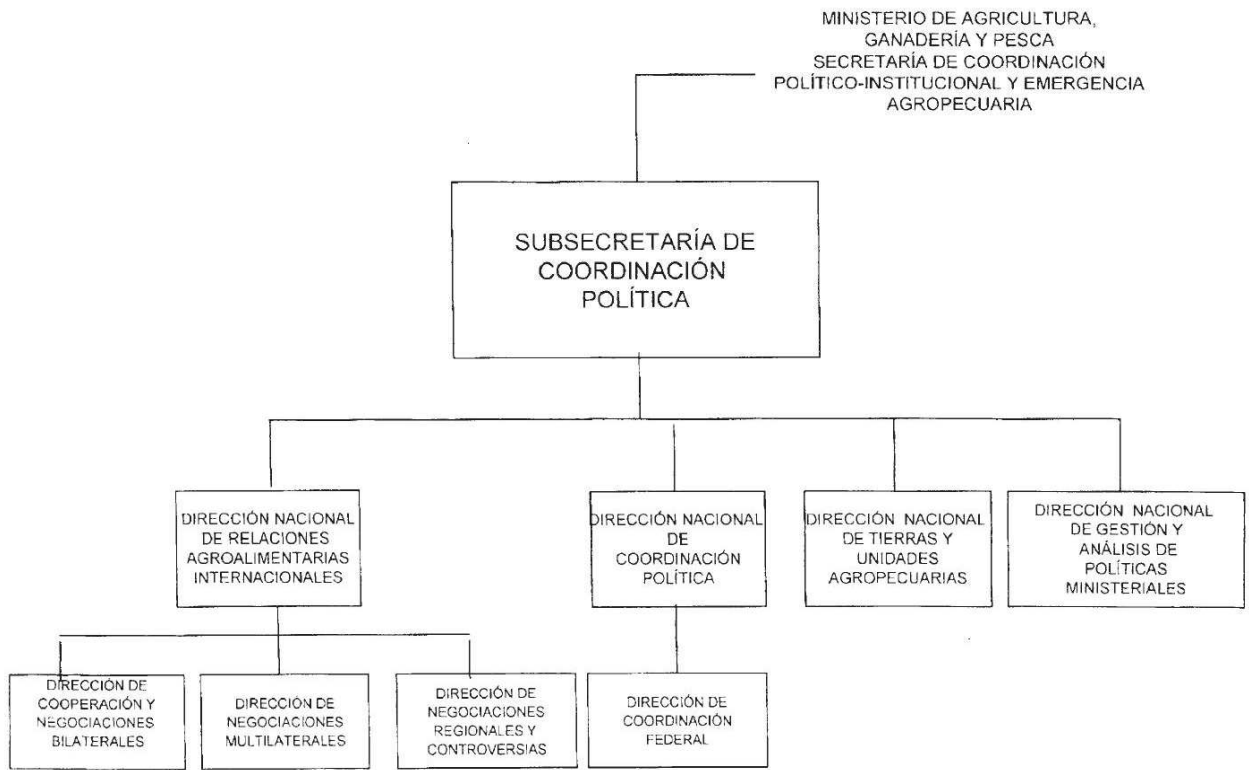 MINISTERIO DE AGRICULTURA,
GANADERÍA Y PESCA
SECRETARÍA DE COORDINACIÓN
POLÍTICO-INSTITUCIONAL Y EMERGENCIA
AGROPECUARIA
SUBSECRETARÍA DE
COORDINACIÓN
POLÍTICA
DIRECCIÓN NACIONAL
DE RELACIONES
AGROALIMENTARIAS
INTERNACIONALES
DIRECCIÓN NACIONAL
DE
COORDINACIÓN
POLÍTICA
DIRECCIÓN NACIONAL
DE TIERRAS Y
UNIDADES
AGROPECUARIAS
DIRECCIÓN NACIONAL
DE GESTIÓN Y
ANÁLISIS DE
POLÍTICAS
MINISTERIALES
DIRECCIÓN DE
COOPERACIÓN Y
NEGOCIACIONES
BILATERALES
DIRECCIÓN DE
NEGOCIACIONES
MULTILATERALES
DIRECCIÓN DE
NEGOCIACIONES
REGIONALES Y
CONTROVERSIAS
DIRECCIÓN DE
COORDINACIÓN
FEDERAL